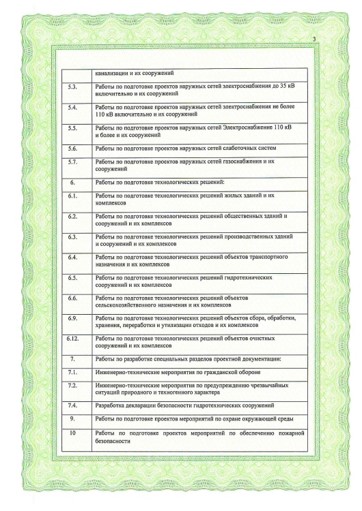 3
канализации и их сооружений
5.3. Работы по подготовке проектов наружных сетей электроснабжения до 35 кВ
включительно и их сооружений
5.4. Работы по подготовке проектов наружных сетей электроснабжения не более
110 кВ включительно и их сооружений
5.5. Работы по подготовке проектов наружных сетей Электроснабжение 110 кВ
и более и их сооружений
5.6. Работы по подготовке проектов наружных сетей слаботочных систем
5.7. Работы по подготовке проектов наружных сетей газоснабжения и их
сооружений
6. Работы по подготовке технологических решений:
6.1. Работы по подготовке технологических решений жилых зданий и их
комплексов
6.2. Работы по подготовке технологических решений общественных зданий и
сооружений и их комплексов
6.3. Работы по подготовке технологических решений производственных зданий
и сооружений и их комплексов
6.4. Работы по подготовке технологических решений объектов транспортного
назначения и их комплексов
6.5. Работы по подготовке технологических решений гидротехнических
сооружений и их комплексов
6.6. Работы по подготовке технологических решений объектов
сельскохозяйственного назначения и их комплексов
6.9. Работы по подготовке технологических решений объектов сбора, обработки,
хранения, переработки и утилизации отходов и их комплексов
6.12. Работы по подготовке технологических решений объектов очистных
сооружений и их комплексов
7. Работы по разработке специальных разделов проектной документации:
7.1. Инженерно-технические мероприятия по гражданской обороне
7.2. Инженерно-технические мероприятия по предупреждению чрезвычайных
ситуаций природного и техногенного характера
7.4. Разработка декларации безопасности гидротехнических сооружений
9. Работы по подготовке проектов мероприятий по охране окружающей среды
10 Работы по подготовке проектов мероприятий по обеспечению пожарной
безопасности